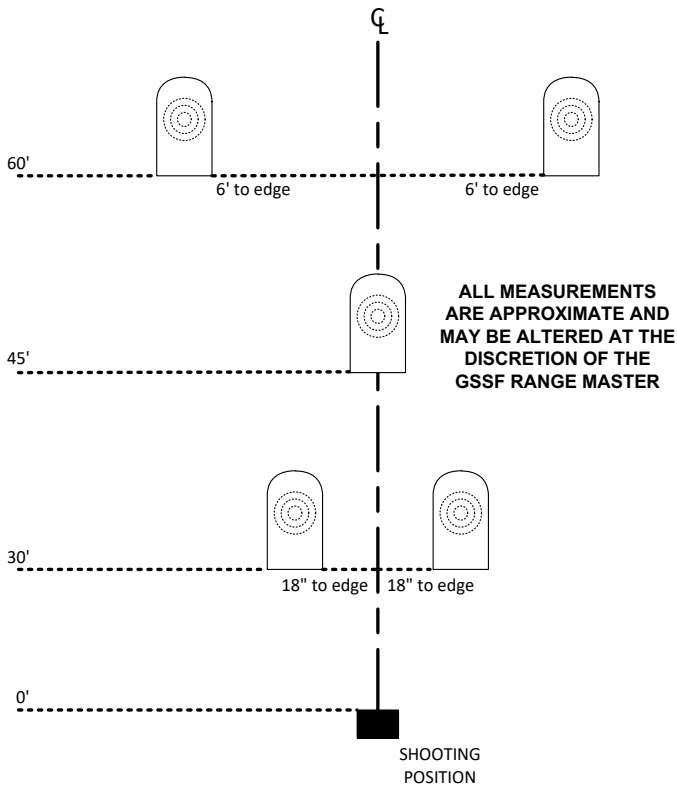 ℄
60'
6' to edge
6' to edge
ALL MEASUREMENTS
ARE APPROXIMATE AND
MAY BE ALTERED AT THE
DISCRETION OF THE
GSSF RANGE MASTER
45'
30'
18" to edge
18" to edge
0'
SHOOTING
POSITION